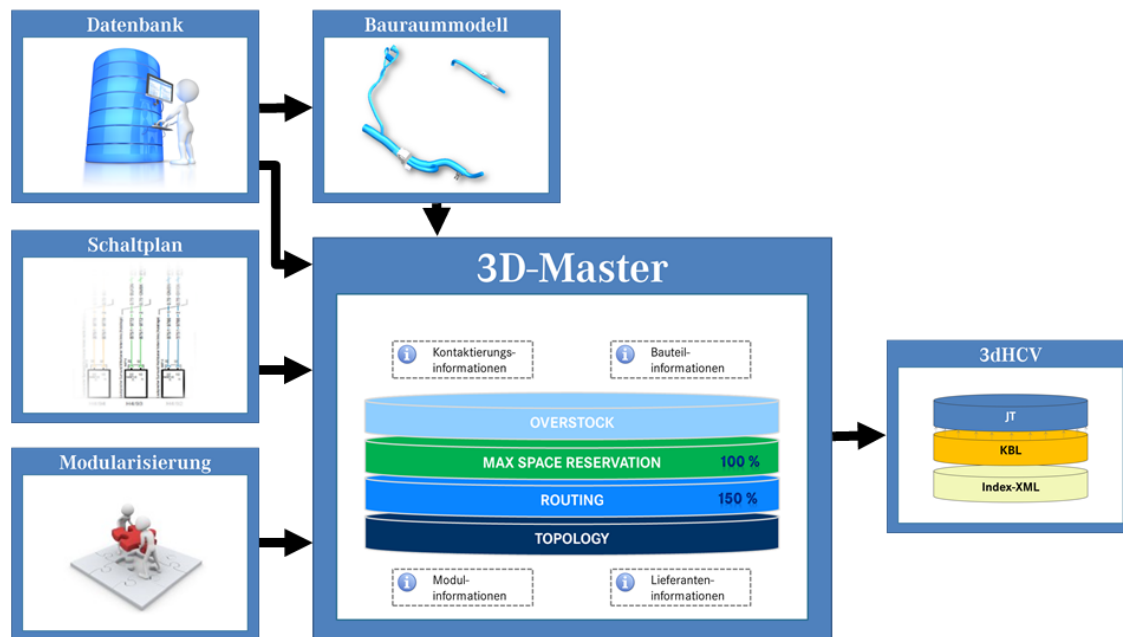 Datenbank
Bauraummodell
Schaltplan
3D-Master
Kontaktierungs-
informationen
Bauteil-
informationen
OVERSTOCK
MAX SPACE RESERVATION 100 %
ROUTING 150 %
TOPOLOGY
Modul-
informationen
Lieferanten-
informationen
Modularisierung
3dHCV
JT
KBL
Index-XML